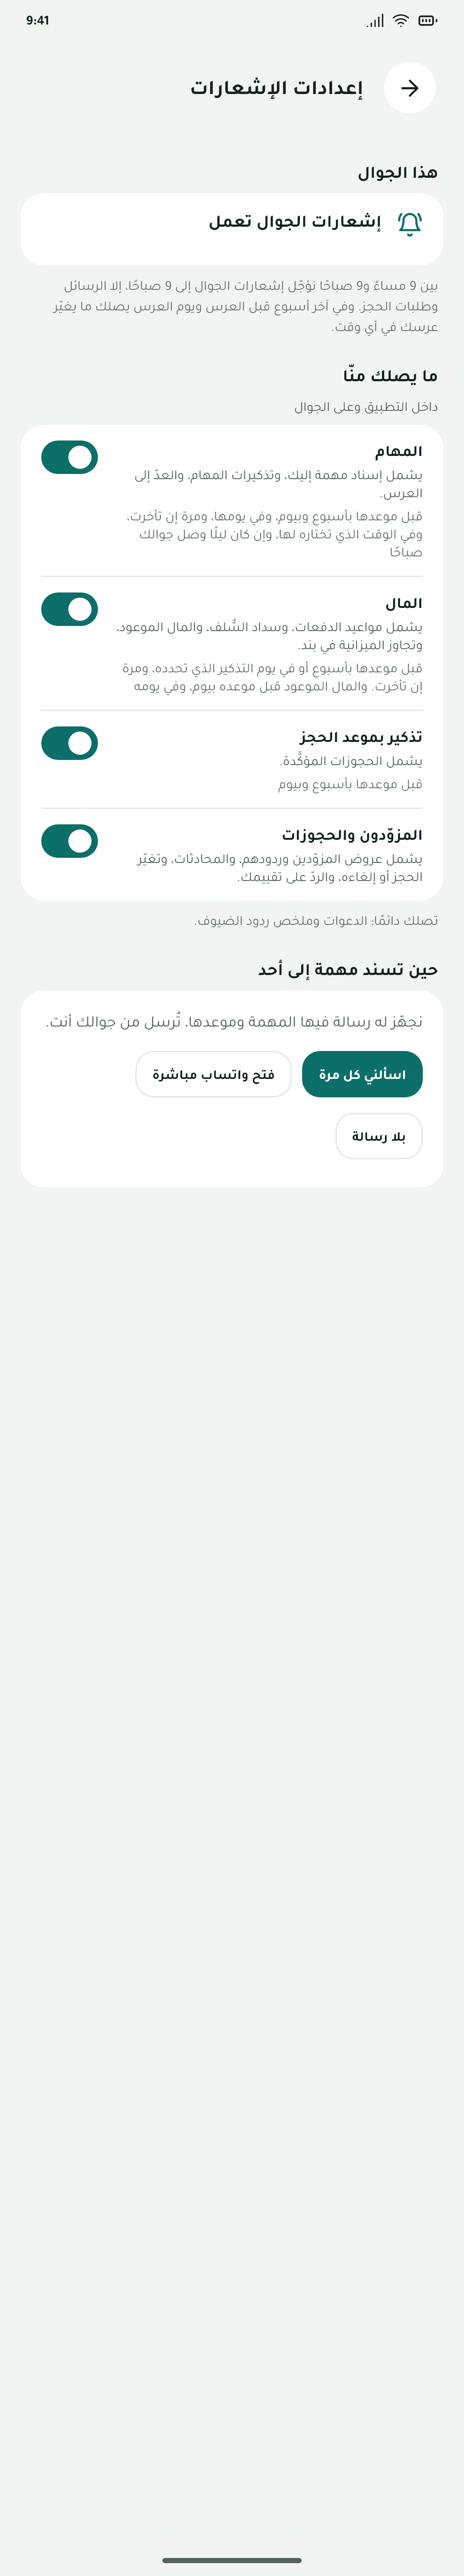 9:41
إعدادات الإشعارات
هذا الجوال
إشعارات الجوال تعمل
بين 9 مساءً و9 صباحًا نؤجّل إشعارات الجوال إلى 9 صباحًا، إلا الرسائل
وطلبات الحجز. وفي آخر أسبوع قبل العرس ويوم العرس يصلك ما يغيّر
عرسك في أي وقت.
ما يصلك منّا
داخل التطبيق وعلى الجوال
المهام
يشمل إسناد مهمة إليك، وتذكيرات المهام، والعدّ إلى
العرس.
قبل موعدها بأسبوع وبيوم، وفي يومها، ومرة إن تأخرت،
وفي الوقت الذي تختاره لها، وإن كان ليلًا وصل جوالك
صباحًا
المال
يشمل مواعيد الدفعات، وسداد السُّلف، والمال الموعود،
وتجاوز الميزانية في بند.
قبل موعدها بأسبوع أو في يوم التذكير الذي تحدده، ومرة
إن تأخرت. والمال الموعود قبل موعده بيوم، وفي يومه
تذكير بموعد الحجز
يشمل الحجوزات المؤكَّدة.
قبل موعدها بأسبوع وبيوم
المزوّدون والحجوزات
يشمل عروض المزوّدين وردودهم، والمحادثات، وتغيّر
الحجز أو إلغاءه، والردّ على تقييمك.
تصلك دائمًا: الدعوات وملخص ردود الضيوف.
حين تسند مهمة إلى أحد
نجهّز له رسالة فيها المهمة وموعدها، تُرسل من جوالك أنت.
اسألني كل مرة
فتح واتساب مباشرة
بلا رسالة